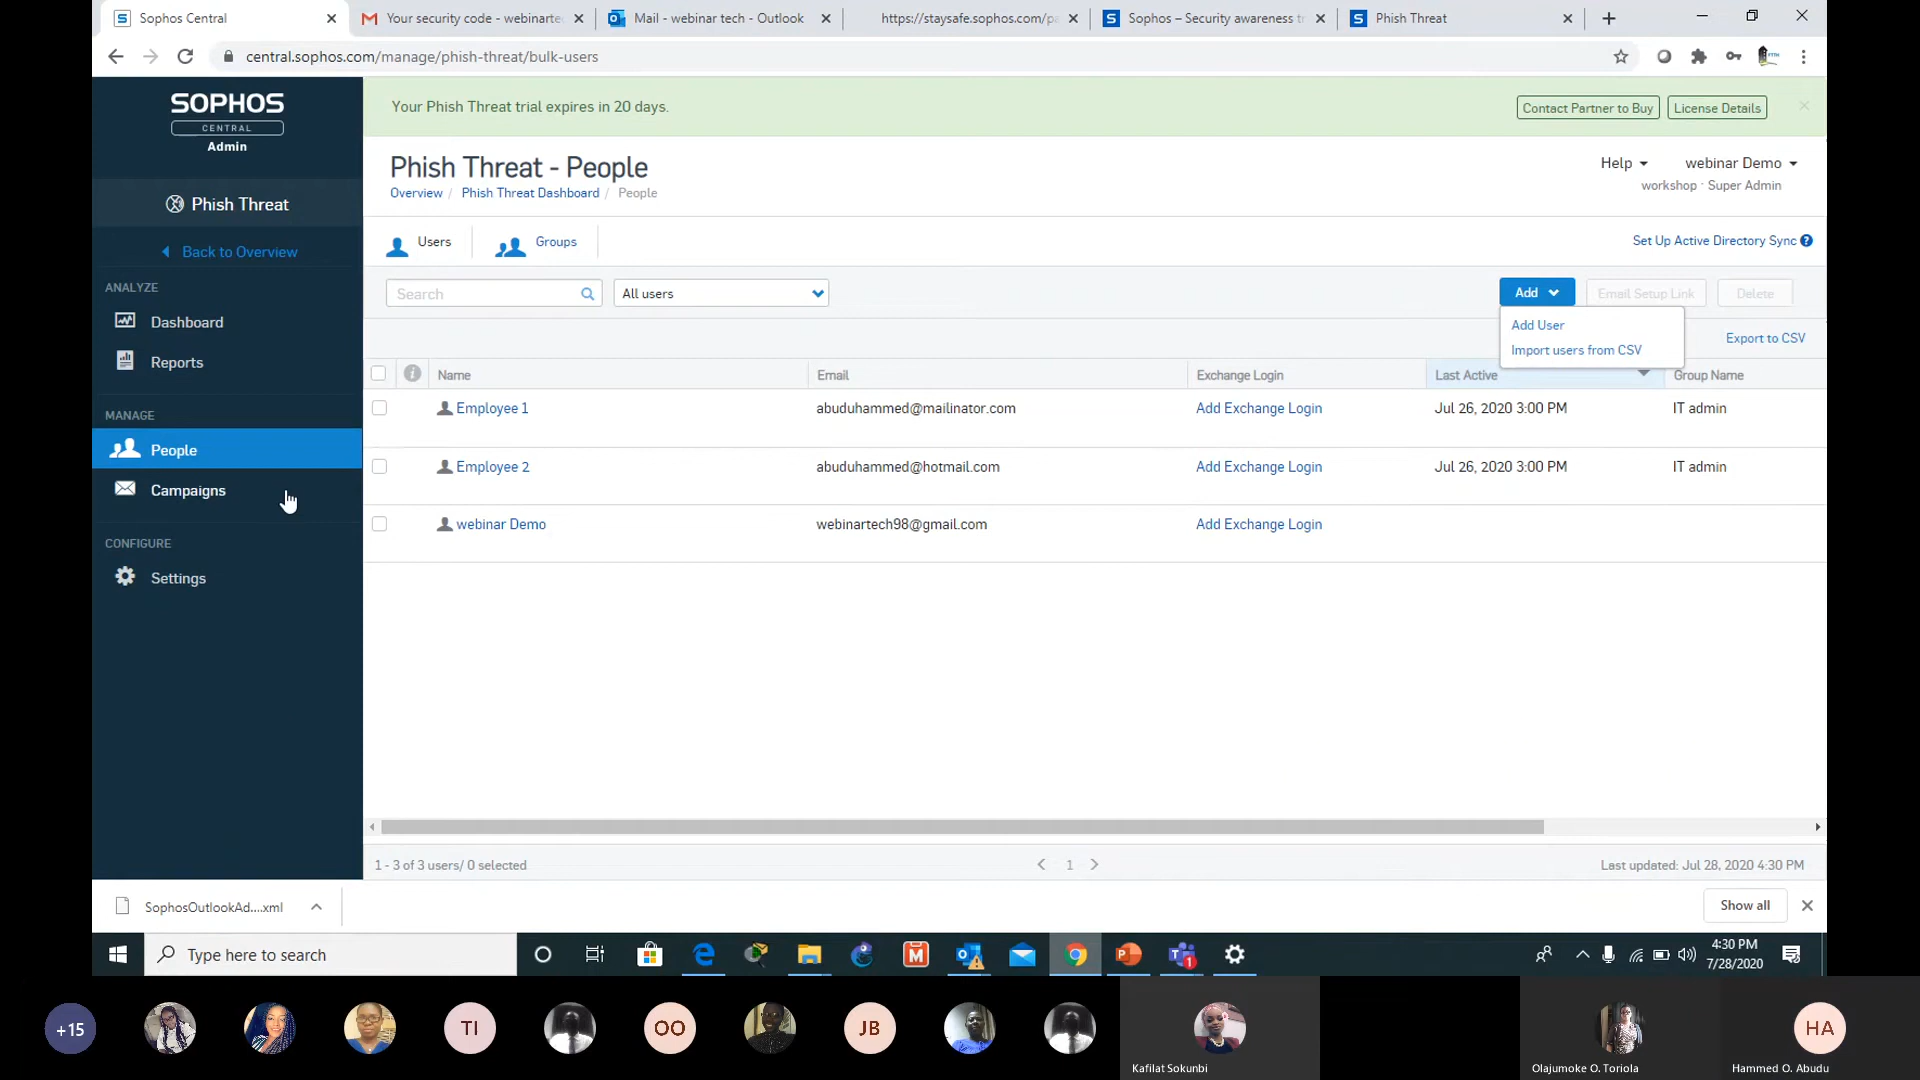 Sophos Central
Your security code - webinarte
Mail - webinar tech - Outlook
https://staysafe.sophos.com/pa
Sophos – Security awareness tr
Phish Threat
central.sophos.com/manage/phish-threat/bulk-users
SOPHOS
CENTRAL
Admin
Your Phish Threat trial expires in 20 days.
Contact Partner to Buy
License Details
Phish Threat - People
Help
webinar Demo
workshop · Super Admin
Overview / Phish Threat Dashboard / People
Phish Threat
Back to Overview
ANALYZE
Dashboard
Reports
MANAGE
People
Campaigns
CONFIGURE
Settings
Users
Groups
Set Up Active Directory Sync ?
Search
All users
Add
Email Setup Link
Delete
Add User
Import users from CSV
Export to CSV
Name Email Exchange Login Last Active Group Name
Employee 1 abuduhammed@mailinator.com Add Exchange Login Jul 26, 2020 3:00 PM IT admin
Employee 2 abuduhammed@hotmail.com Add Exchange Login Jul 26, 2020 3:00 PM IT admin
webinar Demo webinartech98@gmail.com Add Exchange Login
1 - 3 of 3 users/ 0 selected
1
Last updated: Jul 28, 2020 4:30 PM
SophosOutlookAd....xml
Show all
Type here to search
4:30 PM
7/28/2020
+15
TI
OO
JB
HA
Kafilat Sokunbi
Olajumoke O. Toriola
Hammed O. Abudu